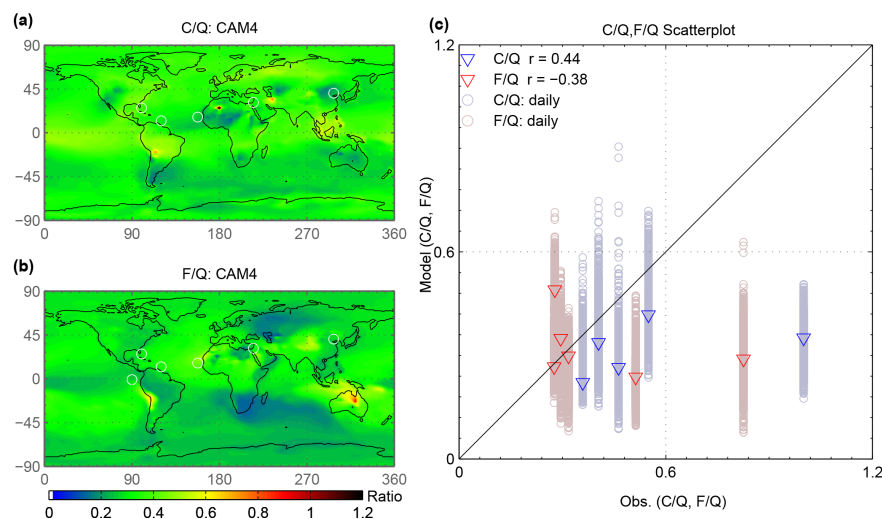 (a)
C/Q: CAM4
90
45
0
−45
−90
0
90
180
270
360
(b)
F/Q: CAM4
90
45
0
−45
−90
0
90
180
270
360
0
0.2
0.4
0.6
0.8
1
1.2
Ratio
(c)
C/Q,F/Q Scatterplot
1.2
0.6
0
Model (C/Q, F/Q)
C/Q r = 0.44
F/Q r = −0.38
C/Q: daily
F/Q: daily
0
0.6
1.2
Obs. (C/Q, F/Q)